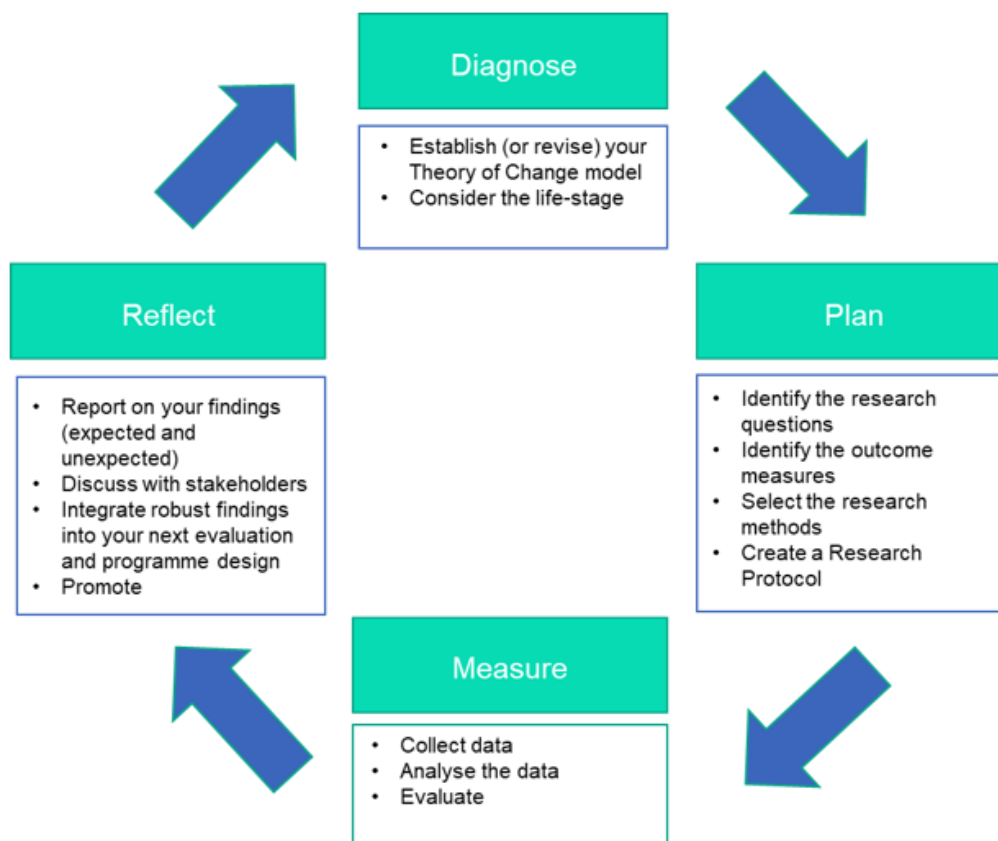 Diagnose
• Establish (or revise) your
Theory of Change model
• Consider the life-stage
Plan
• Identify the research
questions
• Identify the outcome
measures
• Select the research
methods
• Create a Research
Protocol
Measure
• Collect data
• Analyse the data
• Evaluate
Reflect
• Report on your findings
(expected and
unexpected)
• Discuss with stakeholders
• Integrate robust findings
into your next evaluation
and programme design
• Promote